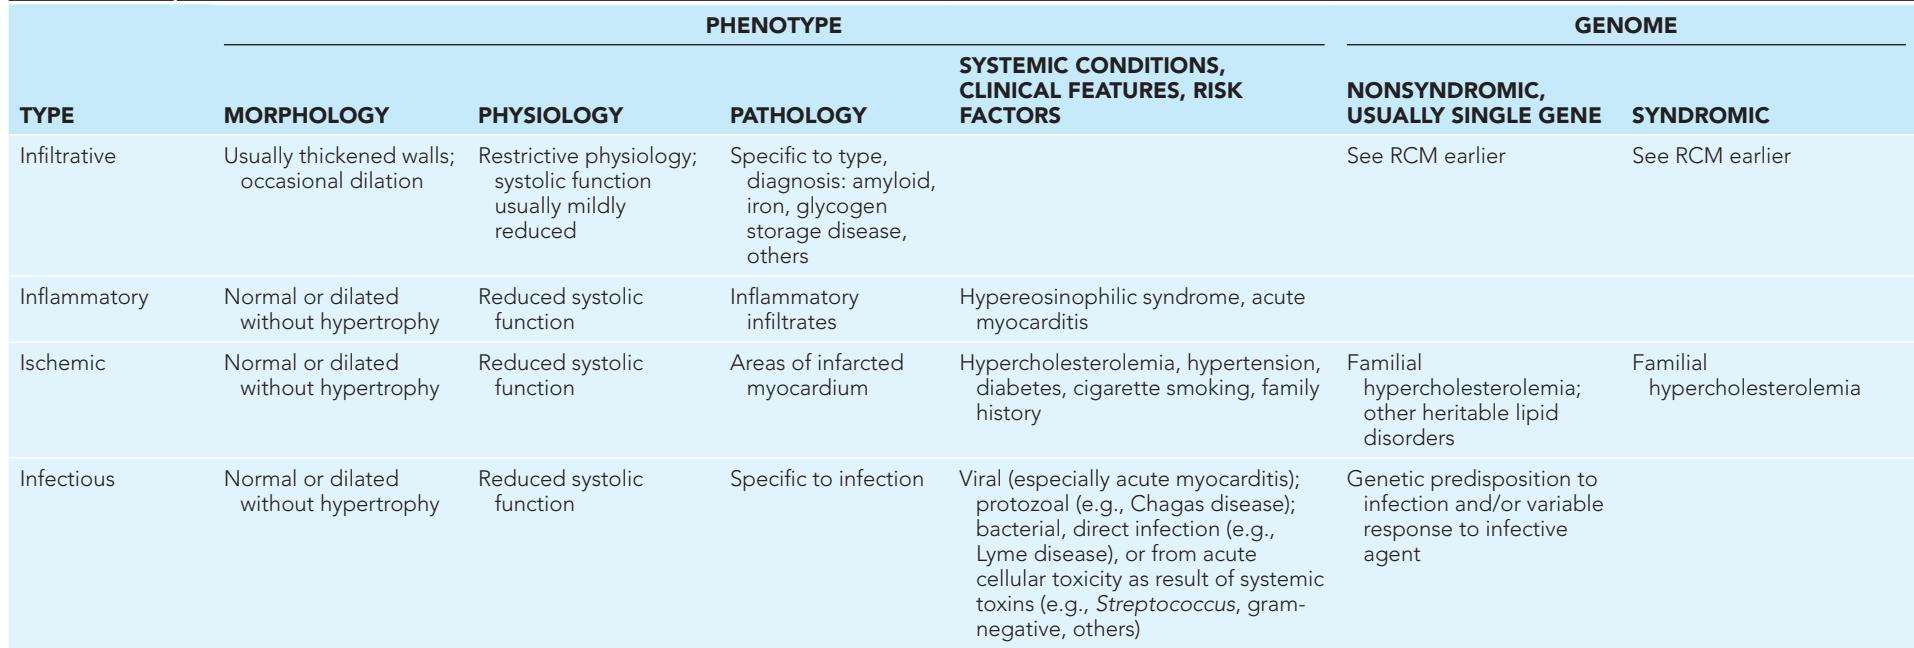 PHENOTYPE GENOME
TYPE
MORPHOLOGY
PHYSIOLOGY
PATHOLOGY
SYSTEMIC CONDITIONS,
CLINICAL FEATURES, RISK
FACTORS
NONSYNDROMIC,
USUALLY SINGLE GENE
SYNDROMIC
Infiltrative
Usually thickened walls;
occasional dilation
Restrictive physiology;
systolic function
usually mildly
reduced
Specific to type,
diagnosis: amyloid,
iron, glycogen
storage disease,
others
See RCM earlier
See RCM earlier
Inflammatory
Normal or dilated
without hypertrophy
Reduced systolic
function
Inflammatory
infiltrates
Hypereosinophilic syndrome, acute
myocarditis
Ischemic
Normal or dilated
without hypertrophy
Reduced systolic
function
Areas of infarcted
myocardium
Hypercholesterolemia, hypertension,
diabetes, cigarette smoking, family
history
Familial
hypercholesterolemia;
other heritable lipid
disorders
Familial
hypercholesterolemia
Infectious
Normal or dilated
without hypertrophy
Reduced systolic
function
Specific to infection
Viral (especially acute myocarditis);
protozoal (e.g., Chagas disease);
bacterial, direct infection (e.g.,
Lyme disease), or from acute
cellular toxicity as result of systemic
toxins (e.g., Streptococcus, gram-
negative, others)
Genetic predisposition to
infection and/or variable
response to infective
agent